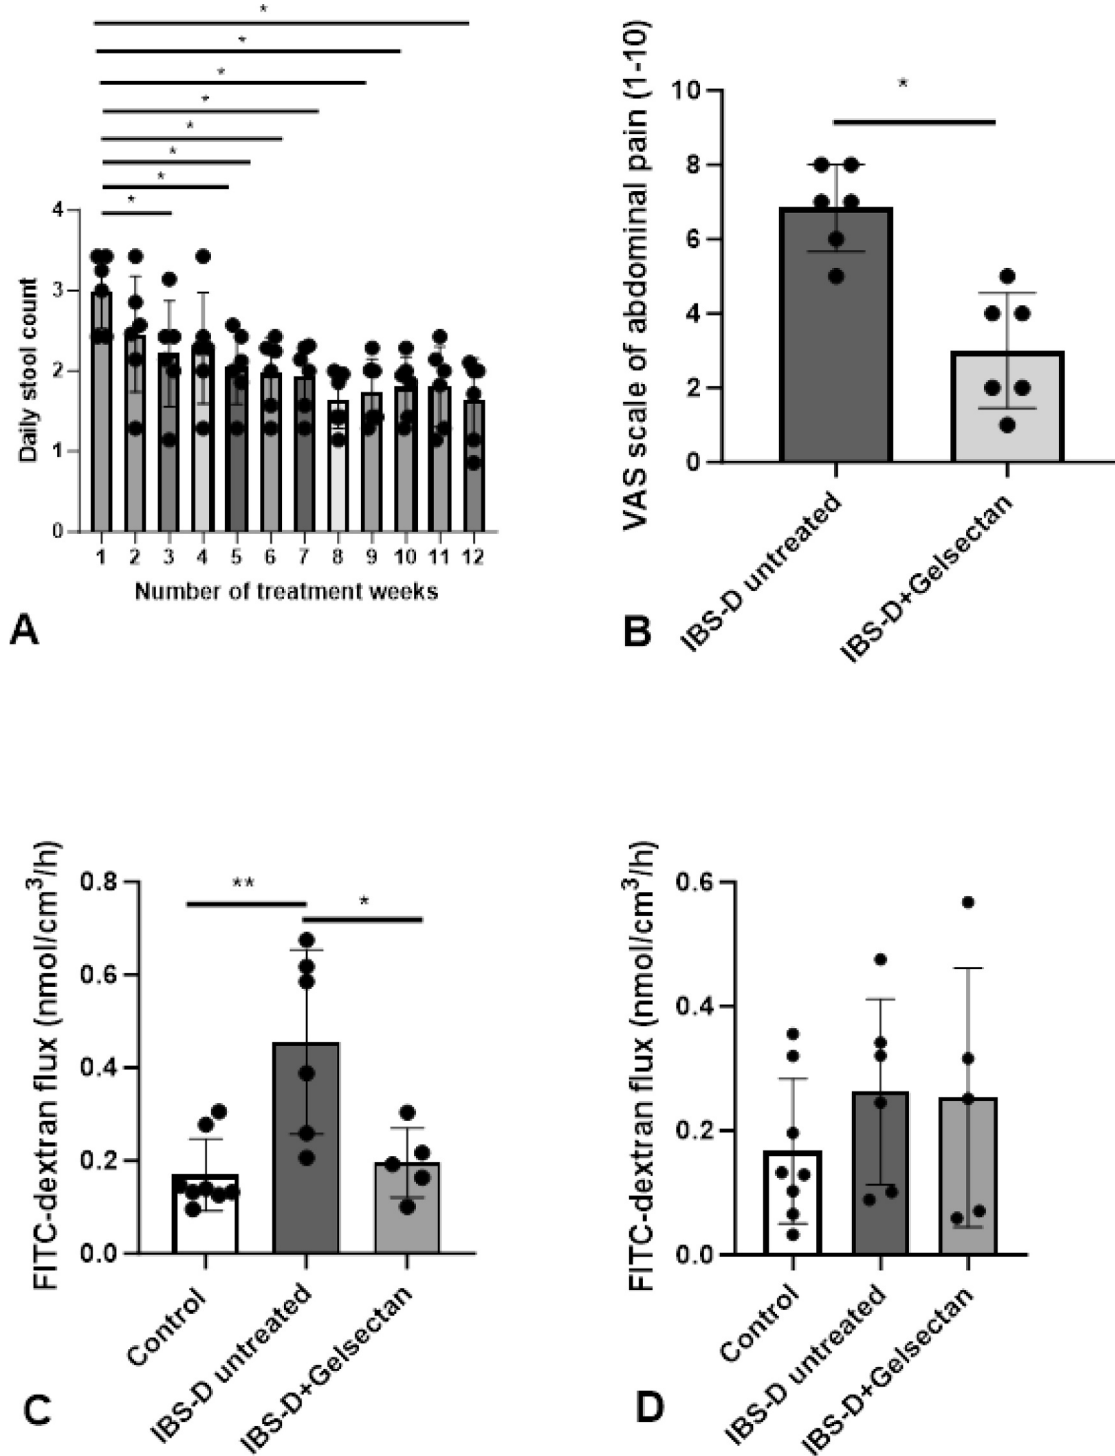 *
*
*
*
*
*
*
*
Daily stool count
4
3
2
1
0
1 2 3 4 5 6 7 8 9 10 11 12
Number of treatment weeks
A
VAS scale of abdominal pain (1-10)
*
10
8
6
4
2
0
IBS-D untreated
IBS-D+Gelsectan
B
FITC-dextran flux (nmol/cm³/h)
**
*
0.8
0.6
0.4
0.2
0.0
Control
IBS-D untreated
IBS-D+Gelsectan
C
FITC-dextran flux (nmol/cm³/h)
0.6
0.4
0.2
0.0
Control
IBS-D untreated
IBS-D+Gelsectan
D